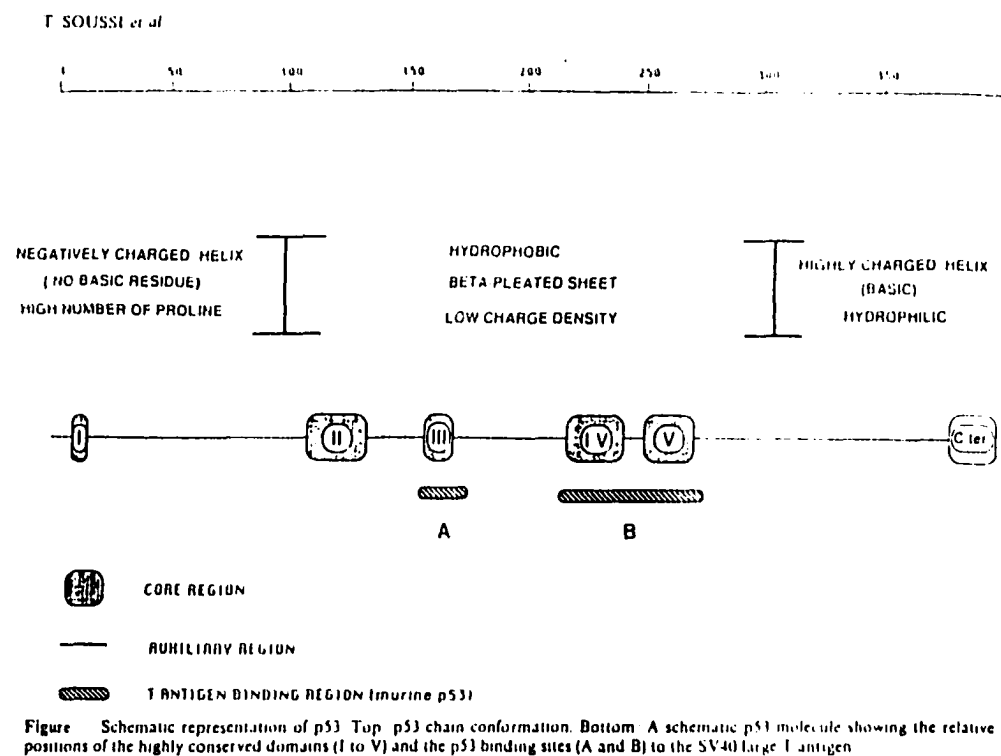 T SOUSSI et al
1 50 100 150 200 250 300 350
NEGATIVELY CHARGED HELIX
(NO BASIC RESIDUE)
HIGH NUMBER OF PROLINE
HYDROPHOBIC
BETA PLEATED SHEET
LOW CHARGE DENSITY
HIGHLY CHARGED HELIX
(BASIC)
HYDROPHILIC
I II III IV V C ter
A B
CORE REGION
AUXILIARY REGION
T ANTIGEN BINDING REGION (murine p53)
Figure Schematic representation of p53 Top p53 chain conformation. Bottom A schematic p53 molecule showing the relative
positions of the highly conserved domains (I to V) and the p53 binding sites (A and B) to the SV40 large T antigen